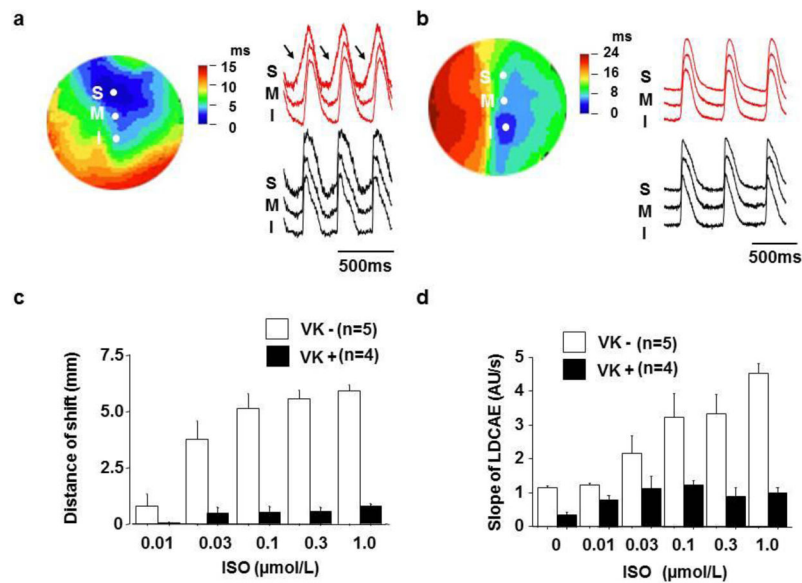 a
ms
15
10
5
0
S
M
I
S
M
I
S
M
I
500ms
b
ms
24
16
8
0
S
M
I
S
M
I
S
M
I
500ms
c
VK - (n=5)
VK + (n=4)
Distance of shift (mm)
7.5
5.0
2.5
0
0.01 0.03 0.1 0.3 1.0
ISO (µmol/L)
d
VK - (n=5)
VK + (n=4)
Slope of LDCAE (AU/s)
5
4
3
2
1
0
0 0.01 0.03 0.1 0.3 1.0
ISO (µmol/L)